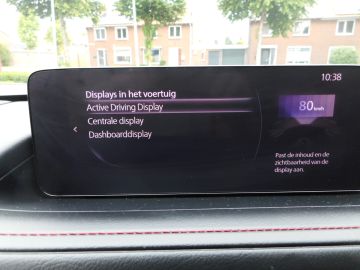 10:38
Displays in het voertuig
Active Driving Display
Centrale display
Dashboarddisplay
80 km/h
Past de inhoud en de
zichtbaarheid van de
display aan.